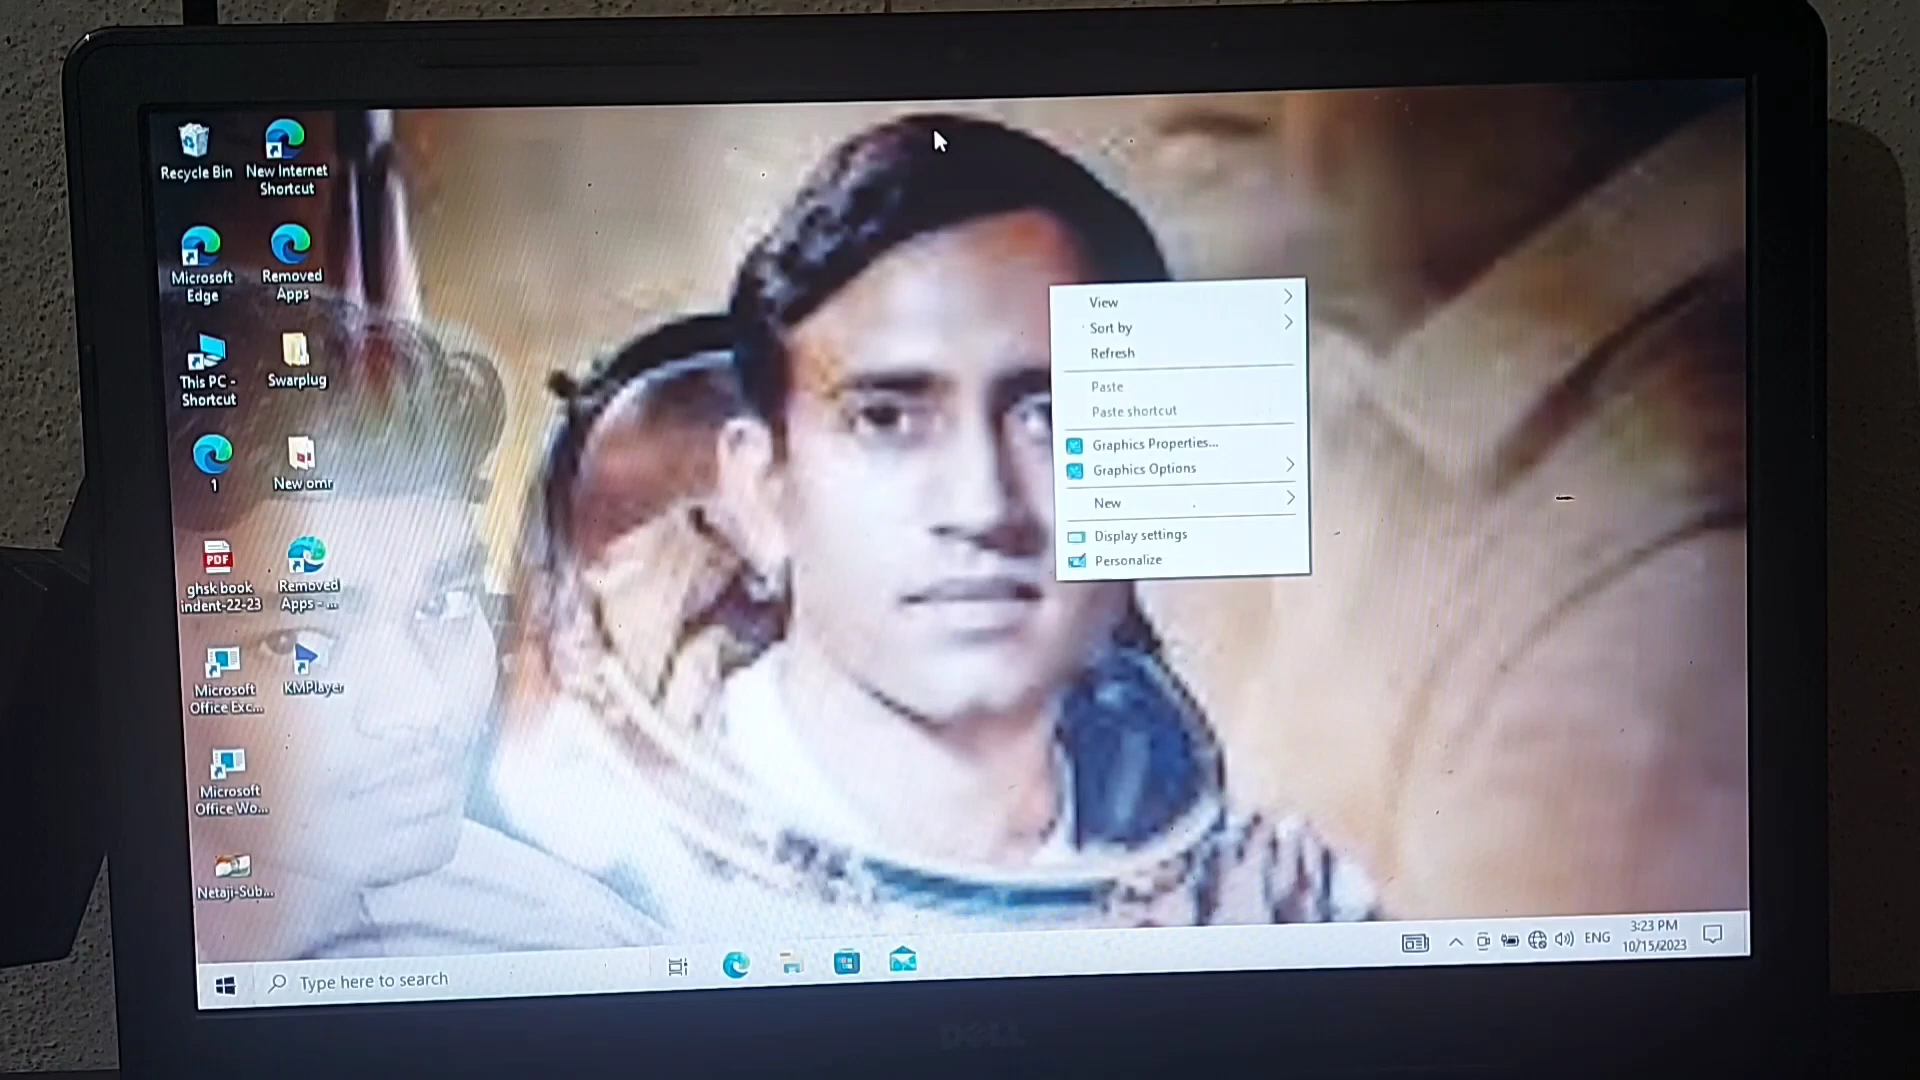 Recycle Bin
New Internet
Shortcut
Microsoft
Edge
Removed
Apps
This PC -
Shortcut
Swarplug
1
New omr
PDF
ghsk book
indent-22-23
Removed
Apps - ...
Microsoft
Office Exc...
KMPlayer
Microsoft
Office Wo...
Netaji-Sub...
View
Sort by
Refresh
Paste
Paste shortcut
Graphics Properties...
Graphics Options
New
Display settings
Personalize
Type here to search
ENG
3:23 PM
10/15/2023
DELL